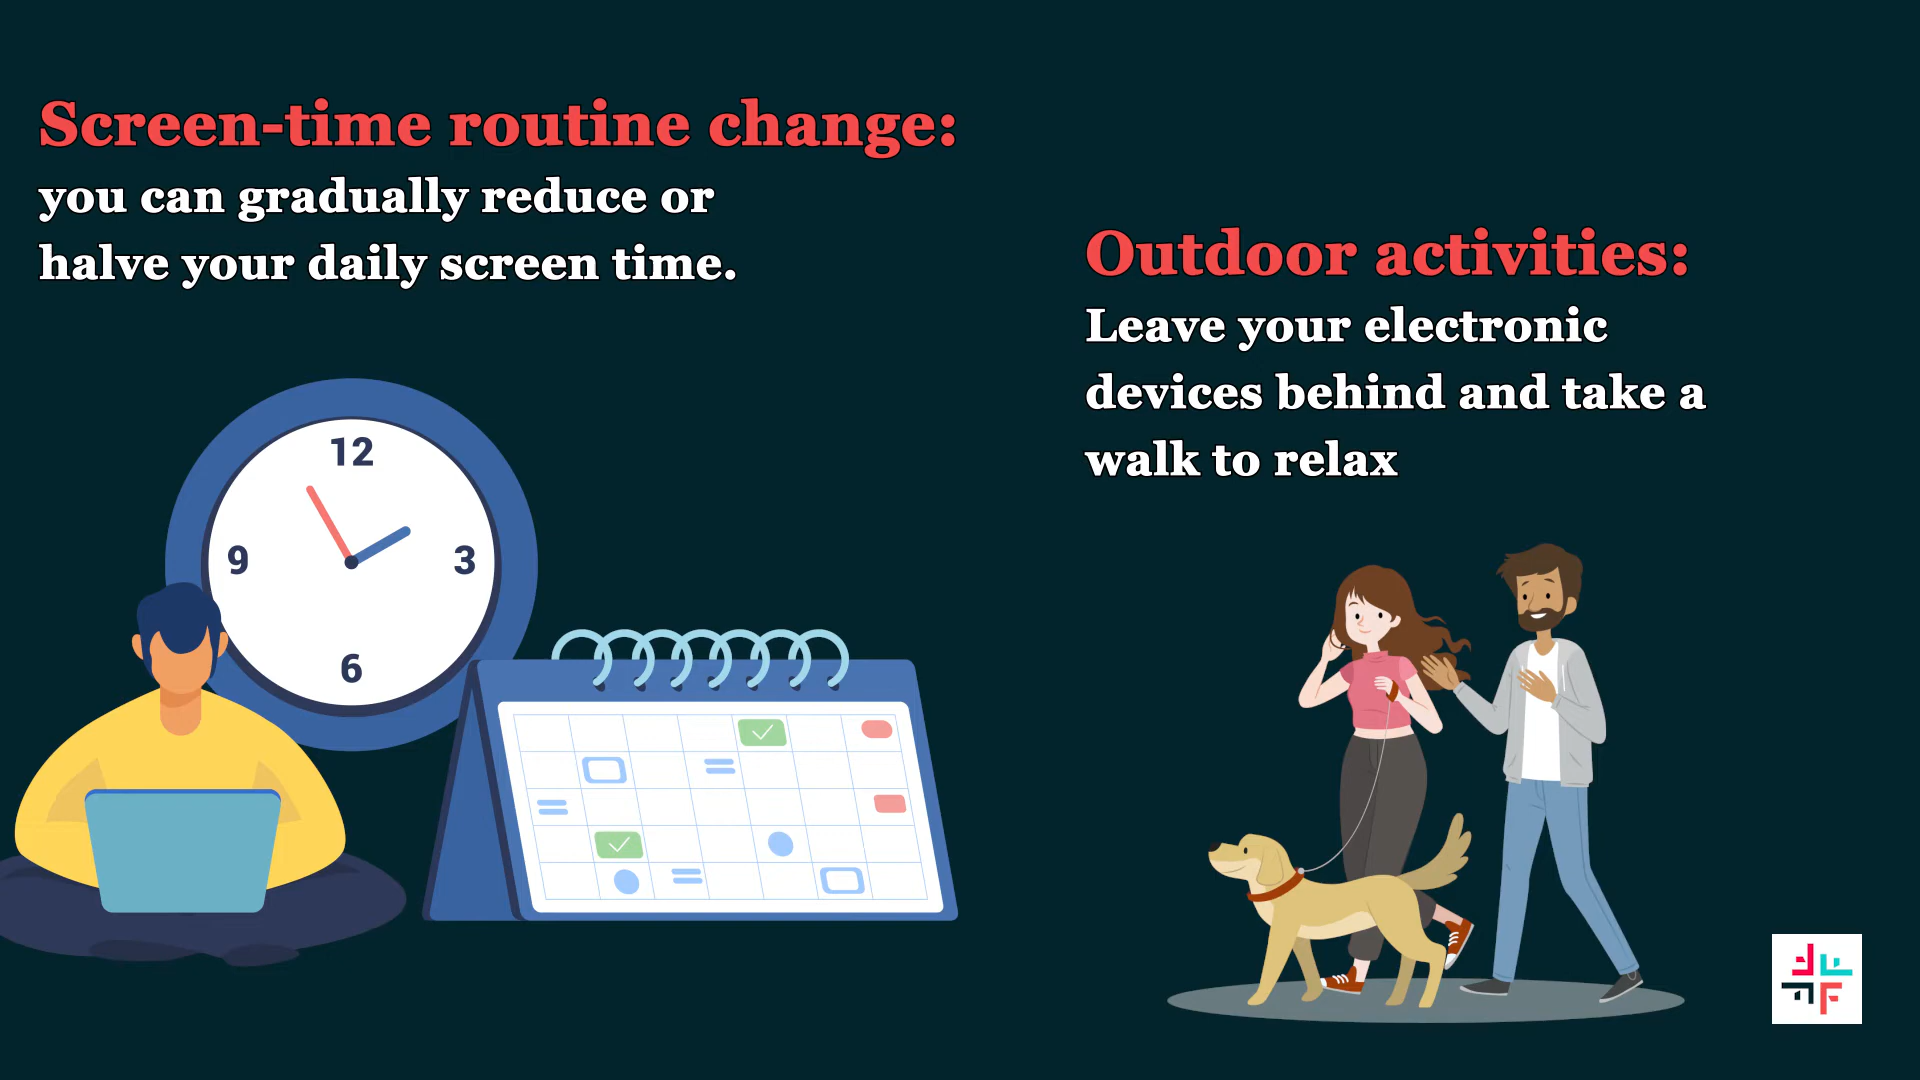 Screen-time routine change:
you can gradually reduce or
halve your daily screen time.
Outdoor activities:
Leave your electronic
devices behind and take a
walk to relax
12
9
3
6